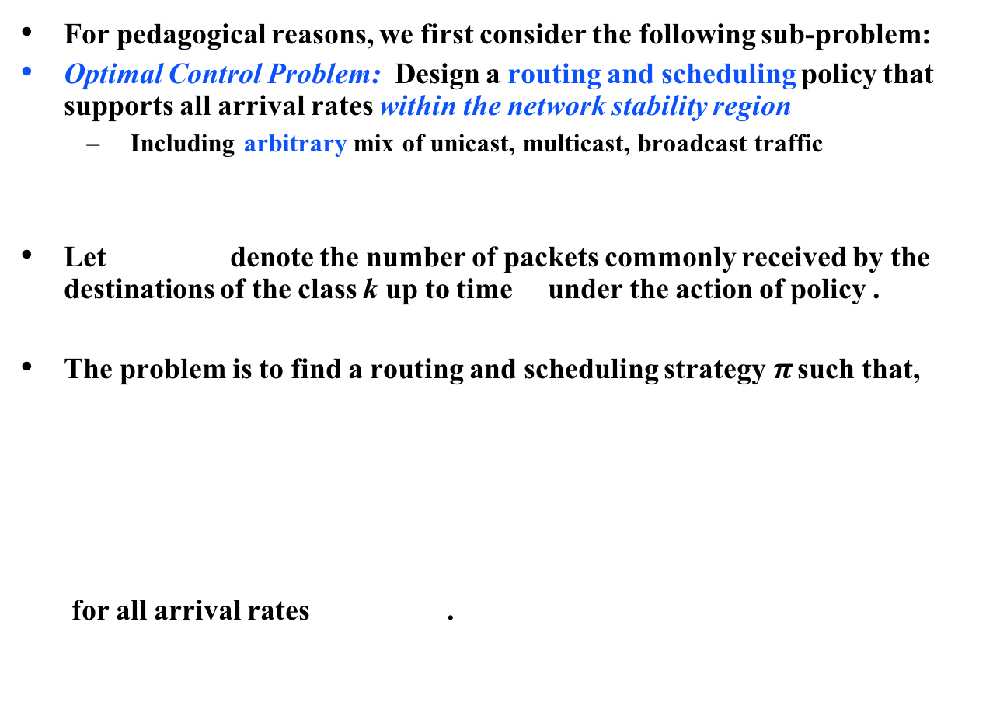 • For pedagogical reasons, we first consider the following sub-problem:
• Optimal Control Problem: Design a routing and scheduling policy that
supports all arrival rates within the network stability region
– Including arbitrary mix of unicast, multicast, broadcast traffic
• Let denote the number of packets commonly received by the
destinations of the class k up to time under the action of policy .
• The problem is to find a routing and scheduling strategy π such that,
for all arrival rates .